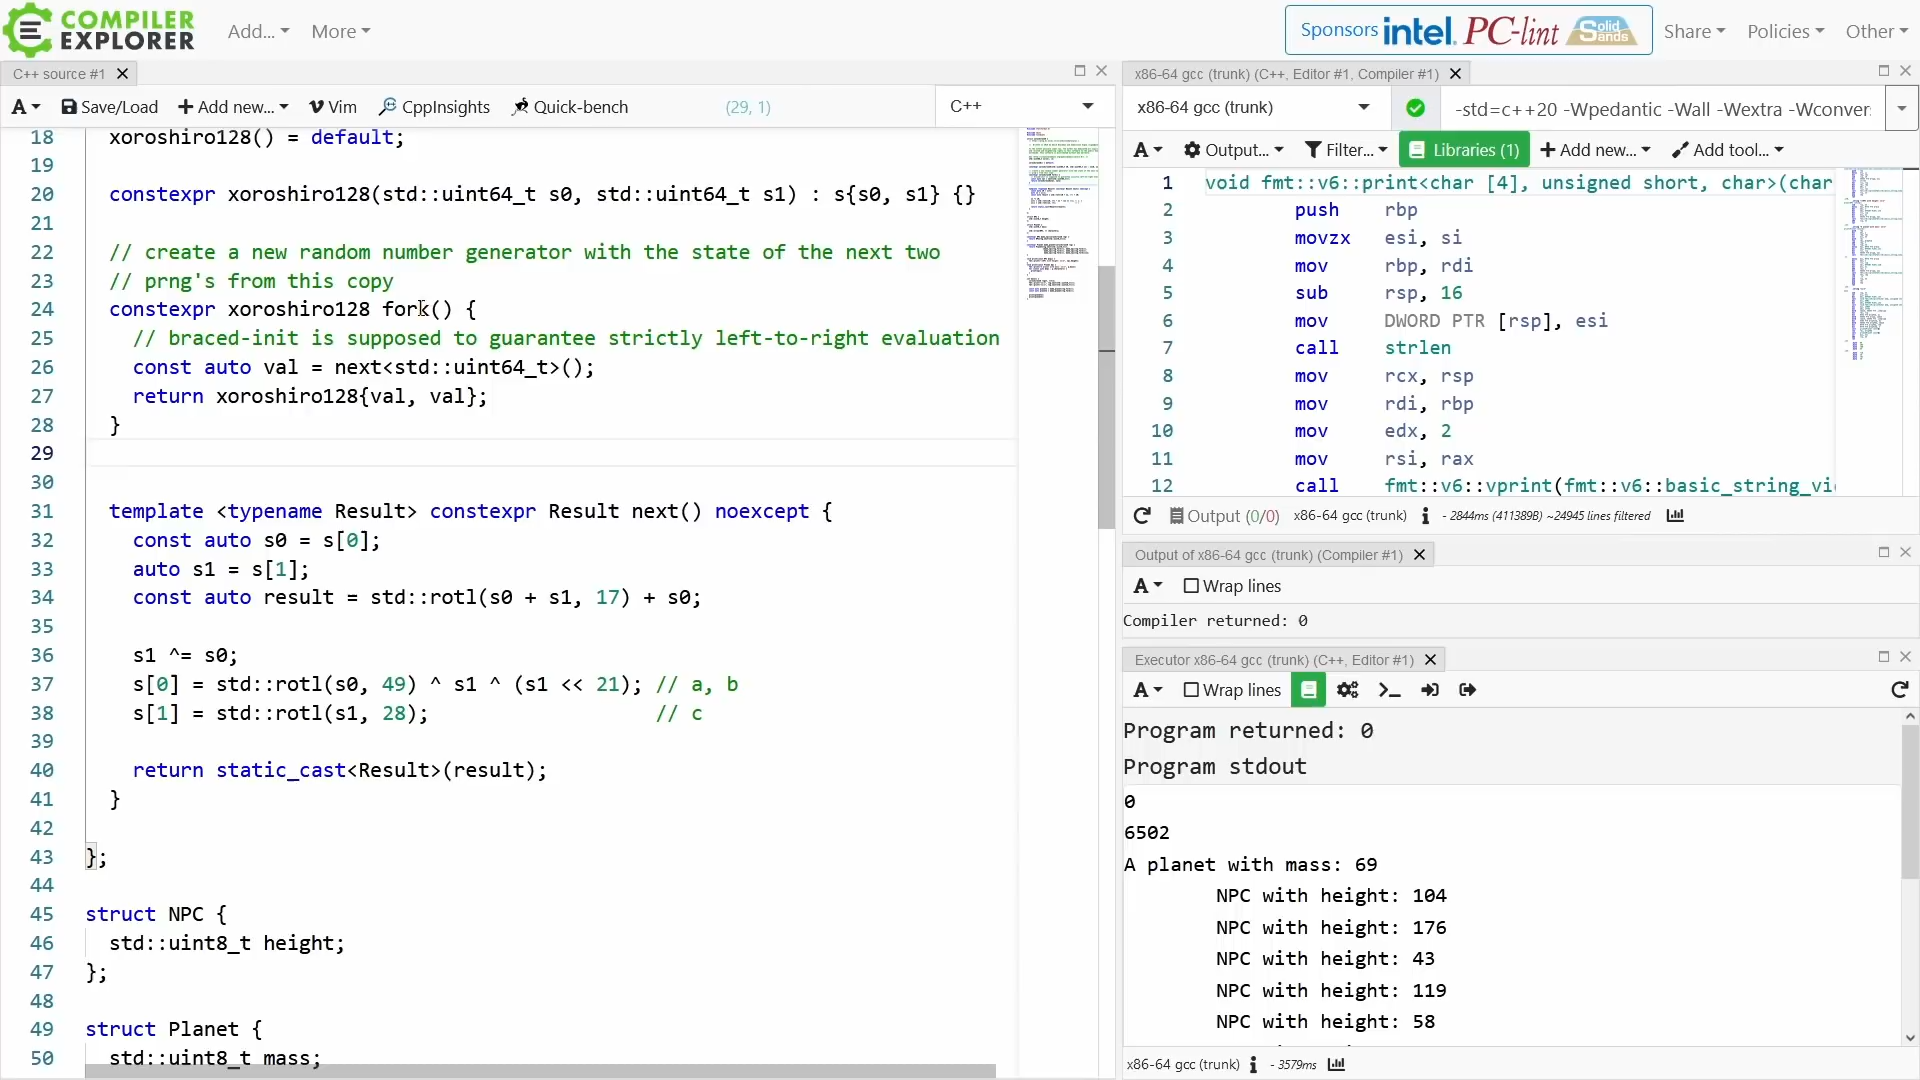 COMPILER
EXPLORER
Add...
More
Sponsors intel. PC-lint Solid Sands
Share
Policies
Other
C++ source #1
A
Save/Load
Add new...
Vim
CppInsights
Quick-bench
(29, 1)
C++
18 xoroshiro128() = default;
19
20 constexpr xoroshiro128(std::uint64_t s0, std::uint64_t s1) : s{s0, s1} {}
21
22 // create a new random number generator with the state of the next two
23 // prng's from this copy
24 constexpr xoroshiro128 fork() {
25 // braced-init is supposed to guarantee strictly left-to-right evaluation
26 const auto val = next<std::uint64_t>();
27 return xoroshiro128{val, val};
28 }
29
30
31 template <typename Result> constexpr Result next() noexcept {
32 const auto s0 = s[0];
33 auto s1 = s[1];
34 const auto result = std::rotl(s0 + s1, 17) + s0;
35
36 s1 ^= s0;
37 s[0] = std::rotl(s0, 49) ^ s1 ^ (s1 << 21); // a, b
38 s[1] = std::rotl(s1, 28); // c
39
40 return static_cast<Result>(result);
41 }
42
43 };
44
45 struct NPC {
46 std::uint8_t height;
47 };
48
49 struct Planet {
50 std::uint8_t mass;
x86-64 gcc (trunk) (C++, Editor #1, Compiler #1)
x86-64 gcc (trunk)
-std=c++20 -Wpedantic -Wall -Wextra -Wconver
A
Output...
Filter...
Libraries (1)
Add new...
Add tool...
1 void fmt::v6::print<char [4], unsigned short, char>(char
2 push rbp
3 movzx esi, si
4 mov rbp, rdi
5 sub rsp, 16
6 mov DWORD PTR [rsp], esi
7 call strlen
8 mov rcx, rsp
9 mov rdi, rbp
10 mov edx, 2
11 mov rsi, rax
12 call fmt::v6::vprint(fmt::v6::basic_string_vi
Output (0/0) x86-64 gcc (trunk) i - 2844ms (411389B) ~24945 lines filtered
Output of x86-64 gcc (trunk) (Compiler #1)
A
Wrap lines
Compiler returned: 0
Executor x86-64 gcc (trunk) (C++, Editor #1)
A
Wrap lines
Program returned: 0
Program stdout
0
6502
A planet with mass: 69
NPC with height: 104
NPC with height: 176
NPC with height: 43
NPC with height: 119
NPC with height: 58
x86-64 gcc (trunk) i - 3579ms